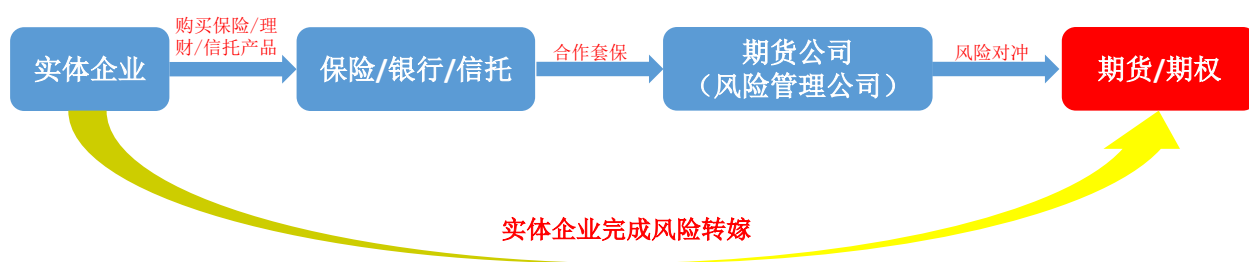 实体企业
购买保险/理
财/信托产品
保险/银行/信托
合作套保
期货公司
（风险管理公司）
风险对冲
期货/期权
实体企业完成风险转嫁